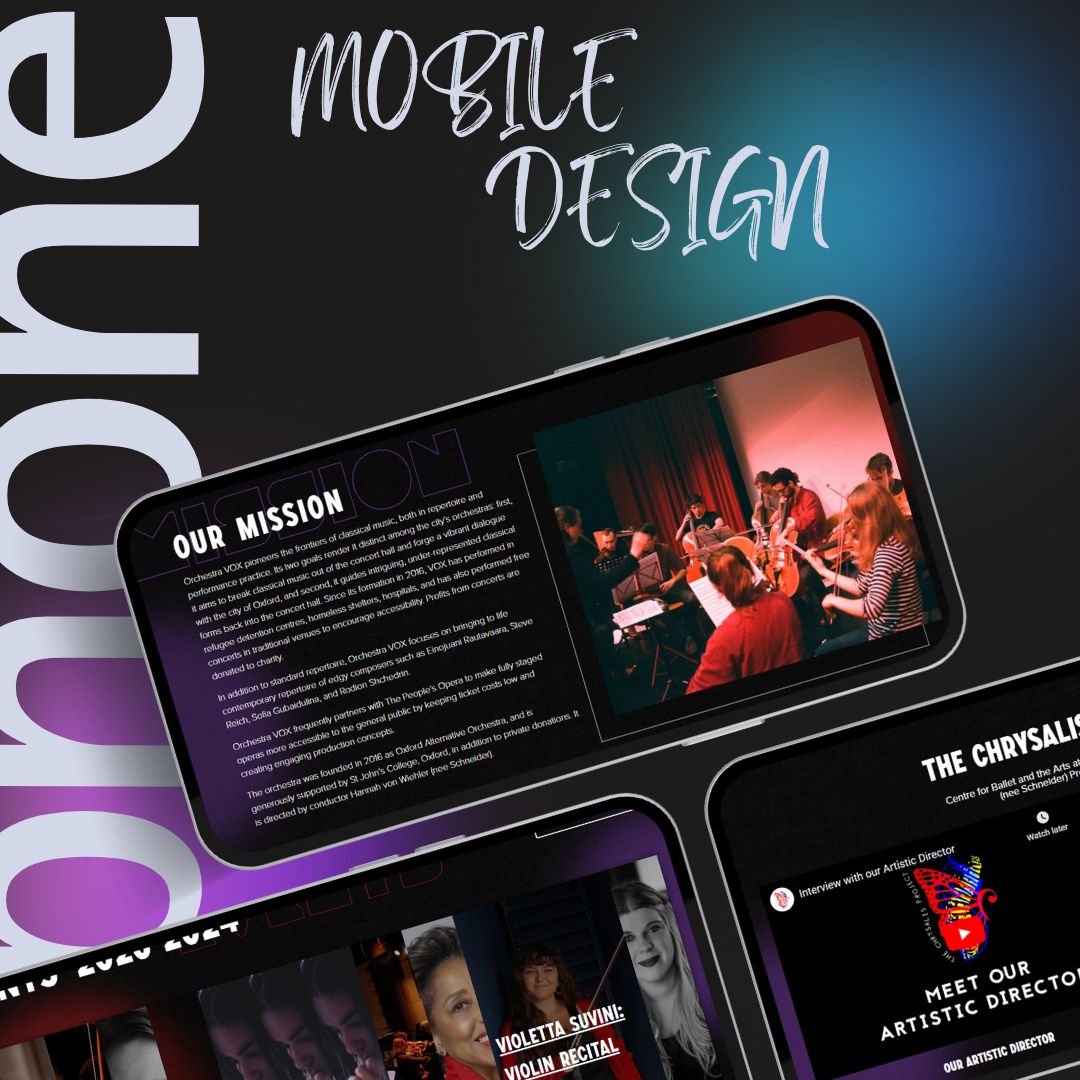 phone
MOBILE
DESIGN
MISSION
OUR MISSION
Orchestra VOX pioneers the frontiers of classical music, both in repertoire and
performance practice. Its two goals render it distinct among the city's orchestras: first,
it aims to break classical music out of the concert hall and forge a vibrant dialogue
with the city of Oxford, and second, it guides intriguing, under-represented classical
forms back into the concert hall. Since its formation in 2016, VOX has performed in
refugee detention centres, homeless shelters, hospitals, and has also performed free
concerts in traditional venues to encourage accessibility. Profits from concerts are
donated to charity.
In addition to standard repertoire, Orchestra VOX focuses on bringing to life
contemporary repertoire of edgy composers such as Einojuani Rautavaara, Steve
Reich, Sofia Gubaidulina, and Rodion Shchedrin.
Orchestra VOX frequently partners with The People's Opera to make fully staged
operas more accessible to the general public by keeping ticket costs low and
creating engaging production concepts.
The orchestra was founded in 2016 as Oxford Alternative Orchestra, and is
generously supported by St John's College, Oxford, in addition to private donations. It
is directed by conductor Hannah von Wiehler (nee Schneider).
2023-2024
VIOLETTA SUVINI:
VIOLIN RECITAL
THE CHRYSALIS
Centre for Ballet and the Arts at
(nee Schneider) Pr
Watch later
Interview with our Artistic Director
THE CHRYSALIS PROJECT
MEET OUR
ARTISTIC DIRECTOR
OUR ARTISTIC DIRECTOR